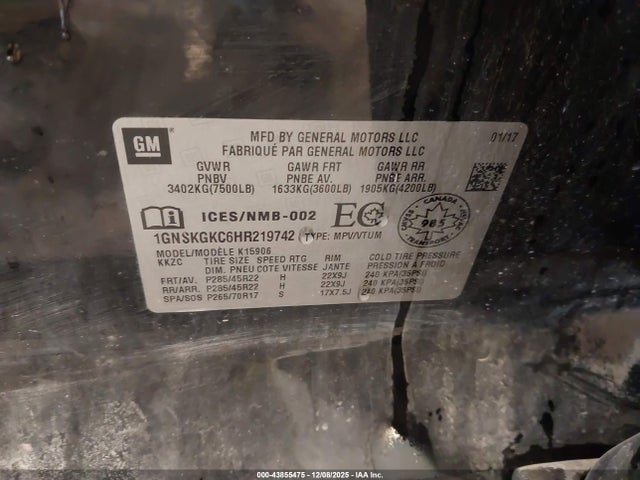 GM
MFD BY GENERAL MOTORS LLC 01/17
FABRIQUÉ PAR GENERAL MOTORS LLC
GVWR GAWR FRT GAWR RR
PNBV PNBE AV. PNBE ARR.
3402KG(7500LB) 1633KG(3600LB) 1905KG(4200LB)
ICES/NMB-002 EC
CANADA
985
1GNSKGKC6HR219742 TYPE: MPV/VTUM
MODEL/MODÈLE K15906
KKZC TIRE SIZE SPEED RTG RIM COLD TIRE PRESSURE
DIM. PNEU COTE VITESSE JANTE PRESSION À FROID
FRT/AV. P285/45R22 H 22X9J 240 KPA(35PSI)
RR/ARR. P285/45R22 H 22X9J 240 KPA(35PSI)
SPA/SOS P265/70R17 S 17X7.5J 240 KPA(35PSI)
000-43855475 | 12/08/2025 | IAA Inc.